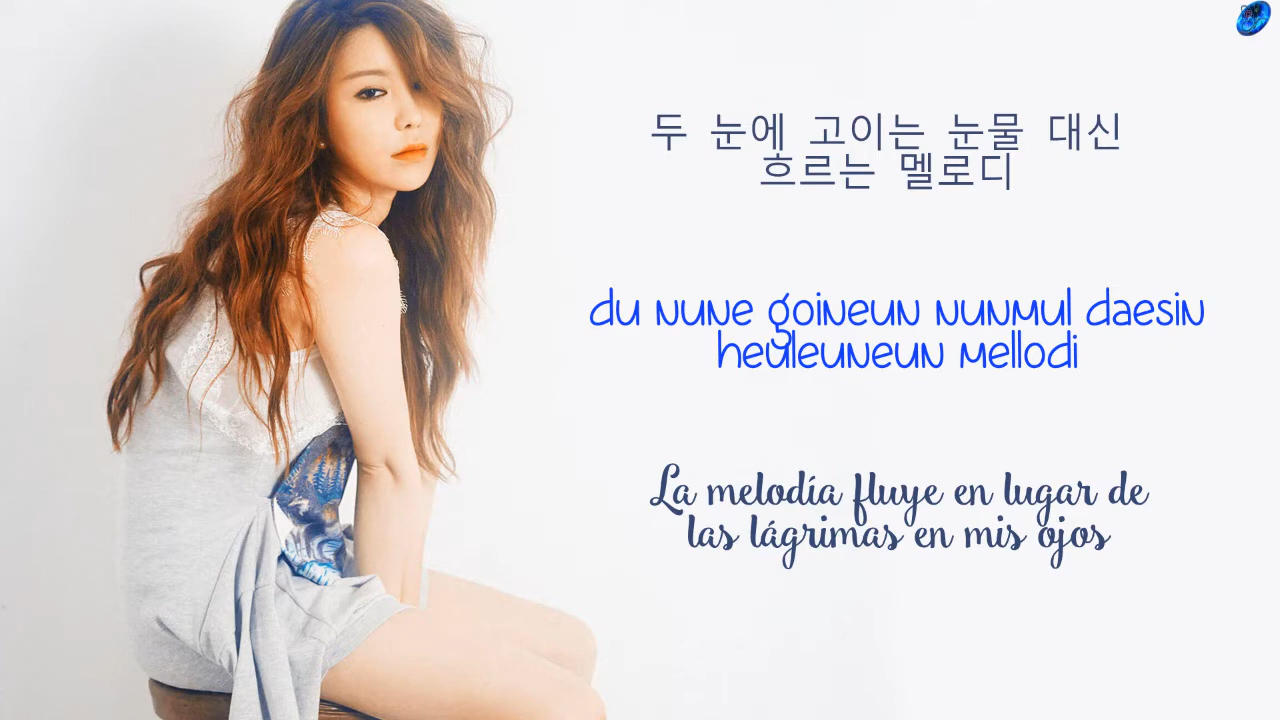 두 눈에 고이는 눈물 대신
흐르는 멜로디
du nune goineun nunmul daesin
heuleuneun mellodi
La melodía fluye en lugar de
las lágrimas en mis ojos